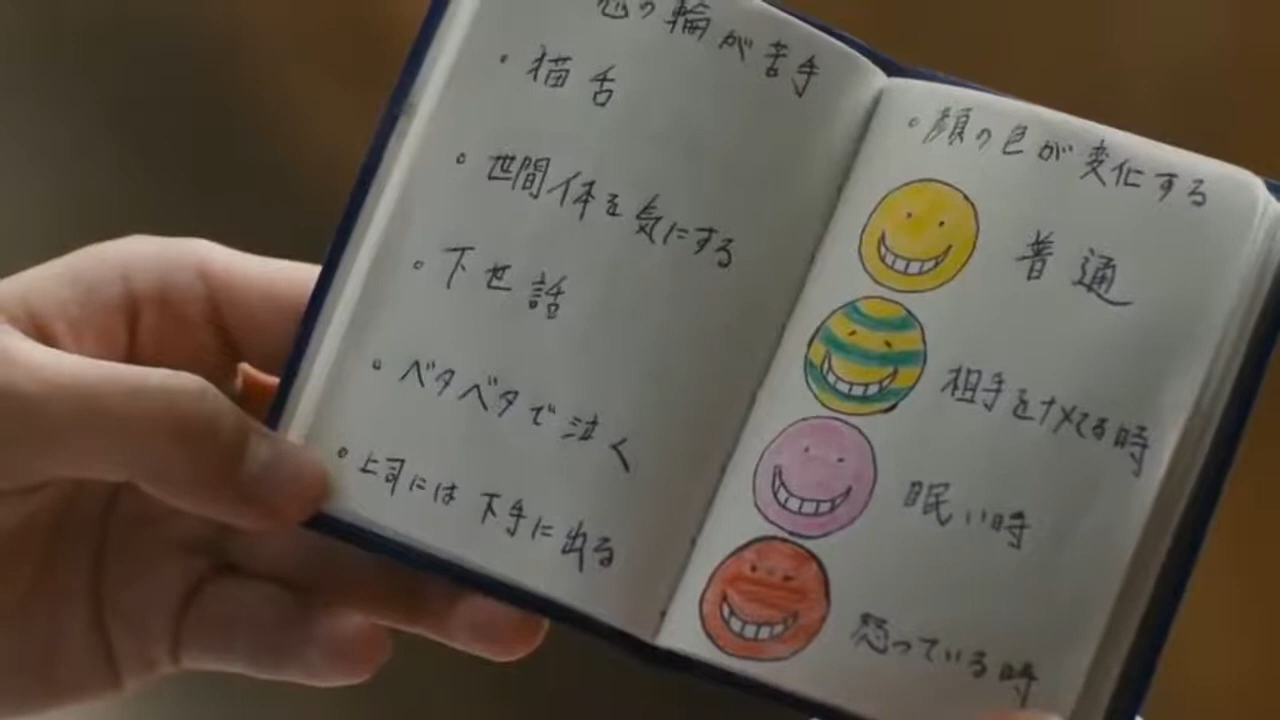 の輪が苦手
・猫舌
・世間体を気にする
・下世話
・ベタベタで泣く
・上司には下手に出る
・顔の色が変化する
普通
相手をナメてる時
眠い時
怒っている時